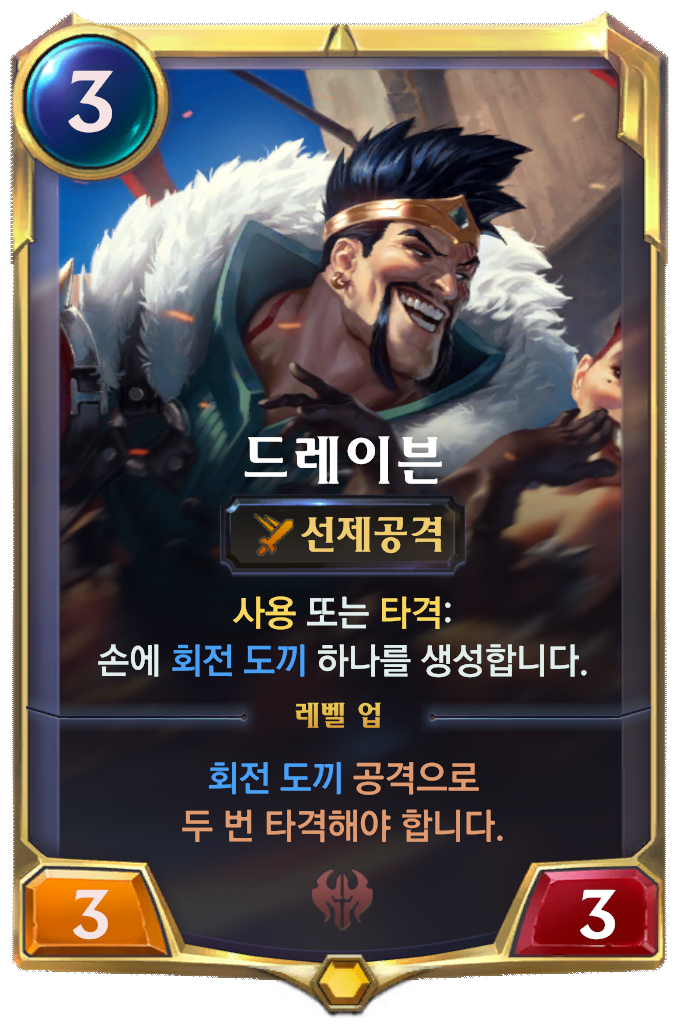 3
드레이븐
선제공격
사용 또는 타격:
손에 회전 도끼 하나를 생성합니다.
레벨 업
회전 도끼 공격으로
두 번 타격해야 합니다.
3
3